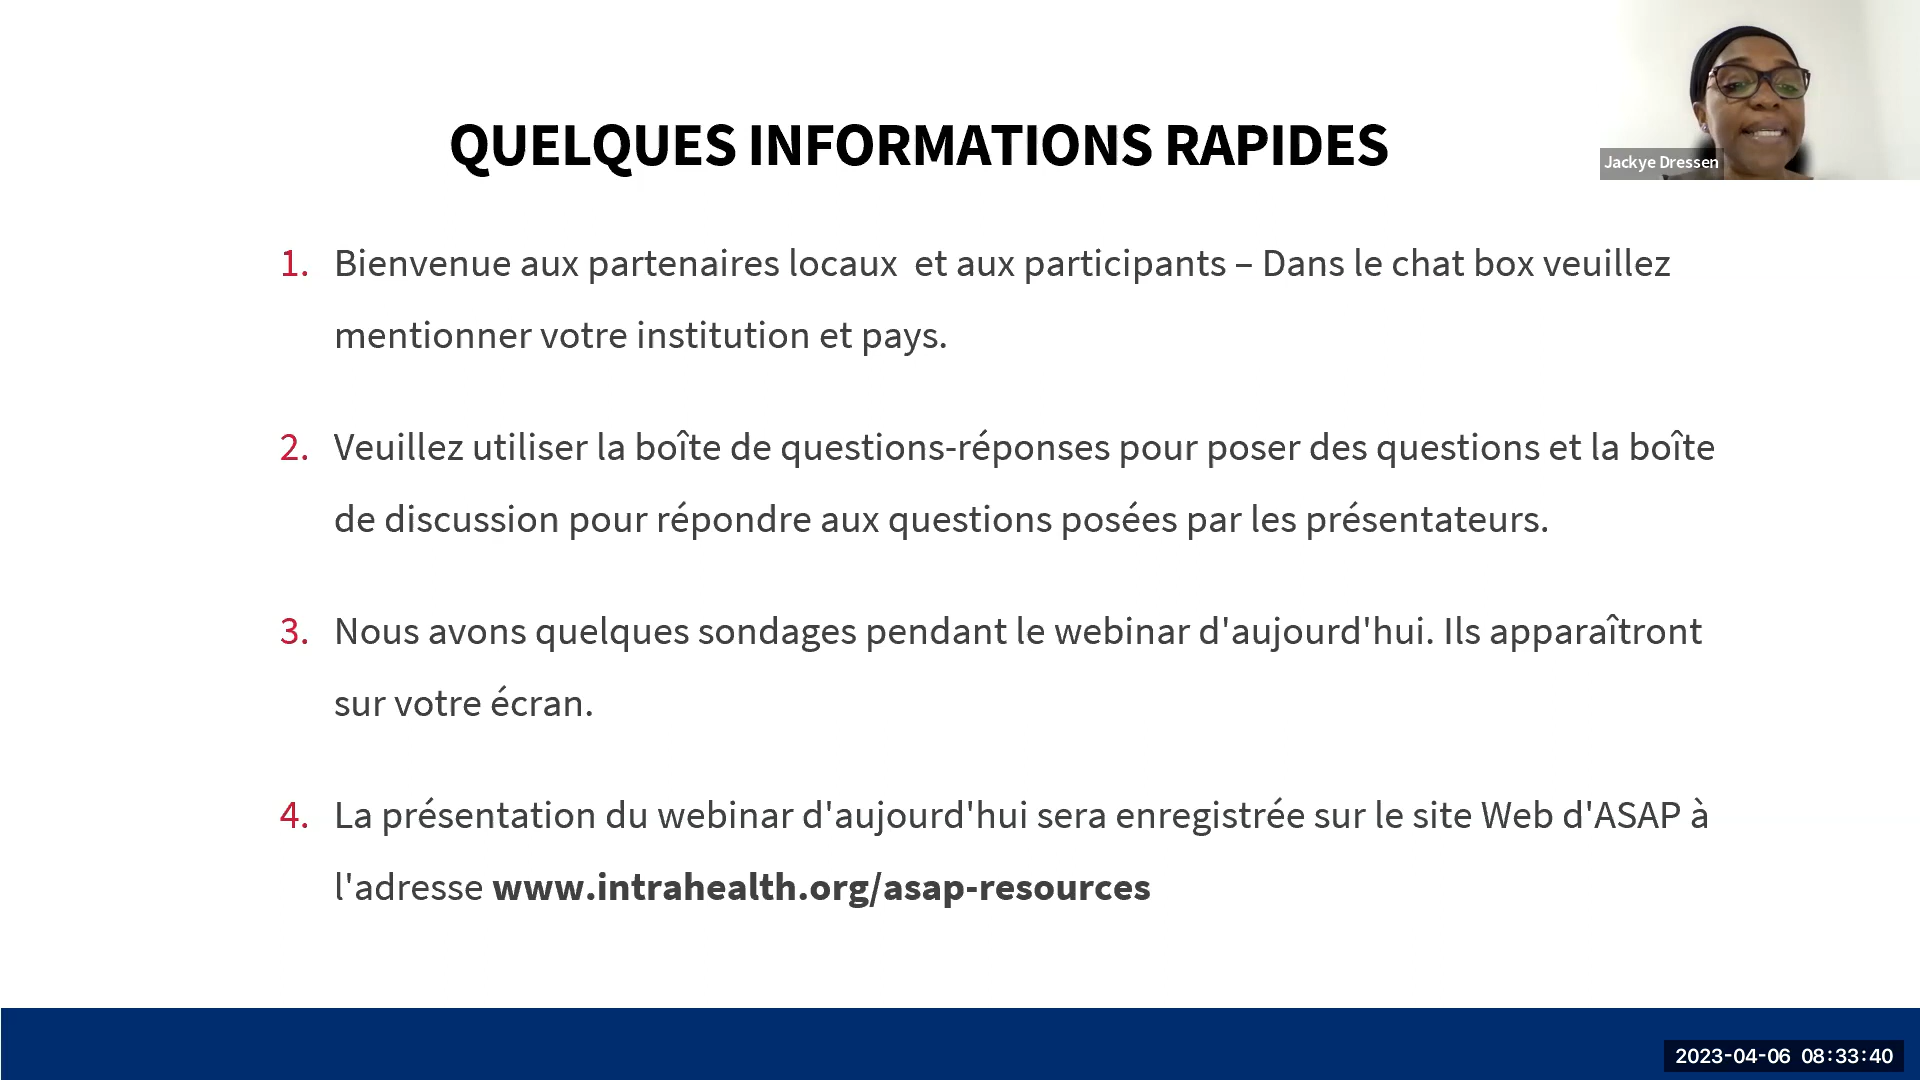 QUELQUES INFORMATIONS RAPIDES
Jackye Dressen
1. Bienvenue aux partenaires locaux  et aux participants – Dans le chat box veuillez
mentionner votre institution et pays.
2. Veuillez utiliser la boîte de questions-réponses pour poser des questions et la boîte
de discussion pour répondre aux questions posées par les présentateurs.
3. Nous avons quelques sondages pendant le webinar d'aujourd'hui. Ils apparaîtront
sur votre écran.
4. La présentation du webinar d'aujourd'hui sera enregistrée sur le site Web d'ASAP à
l'adresse www.intrahealth.org/asap-resources
2023-04-06 08:33:40